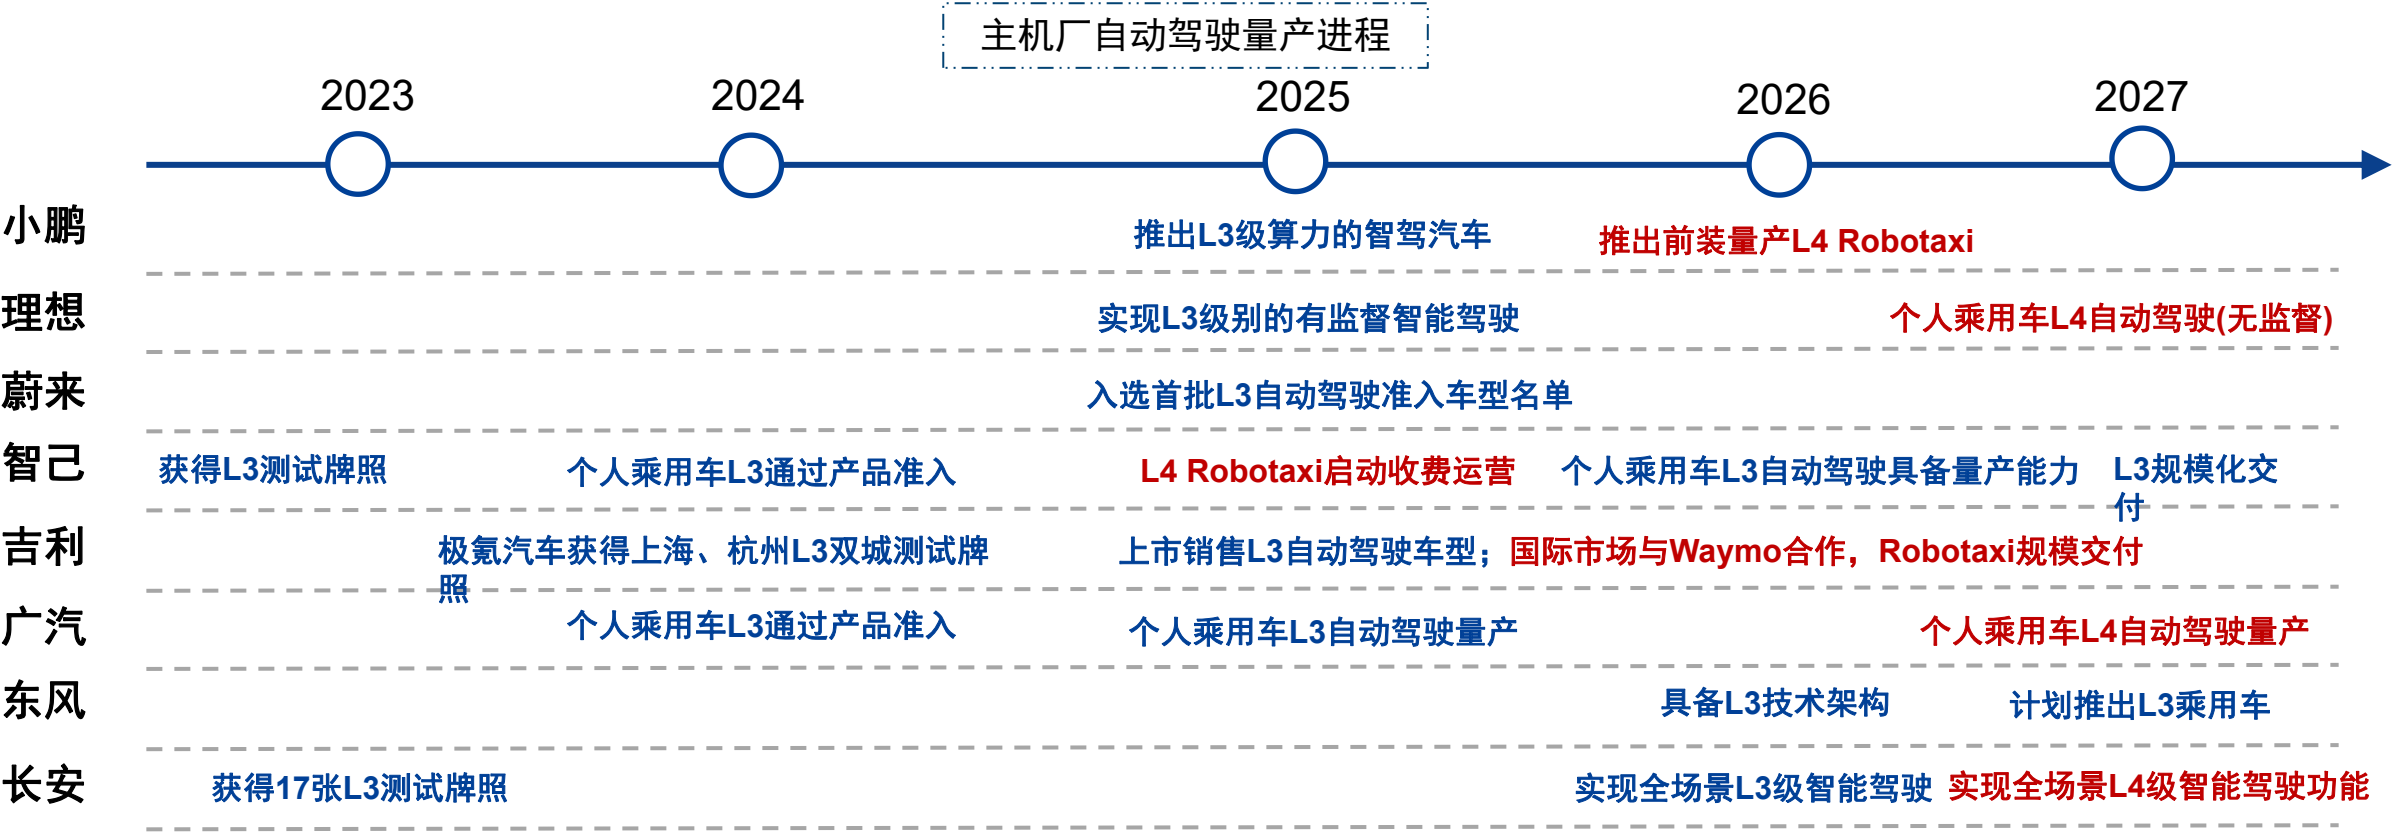 主机厂自动驾驶量产进程
2023 2024 2025 2026 2027
小鹏 推出L3级算力的智驾汽车 推出前装量产L4 Robotaxi
理想 实现L3级别的有监督智能驾驶 个人乘用车L4自动驾驶(无监督)
蔚来 入选首批L3自动驾驶准入车型名单
智己 获得L3测试牌照 个人乘用车L3通过产品准入 L4 Robotaxi启动收费运营 个人乘用车L3自动驾驶具备量产能力 L3规模化交
付
吉利 极氪汽车获得上海、杭州L3双城测试牌 上市销售L3自动驾驶车型；国际市场与Waymo合作，Robotaxi规模交付
照
广汽 个人乘用车L3通过产品准入 个人乘用车L3自动驾驶量产 个人乘用车L4自动驾驶量产
东风 具备L3技术架构 计划推出L3乘用车
长安 获得17张L3测试牌照 实现全场景L3级智能驾驶 实现全场景L4级智能驾驶功能